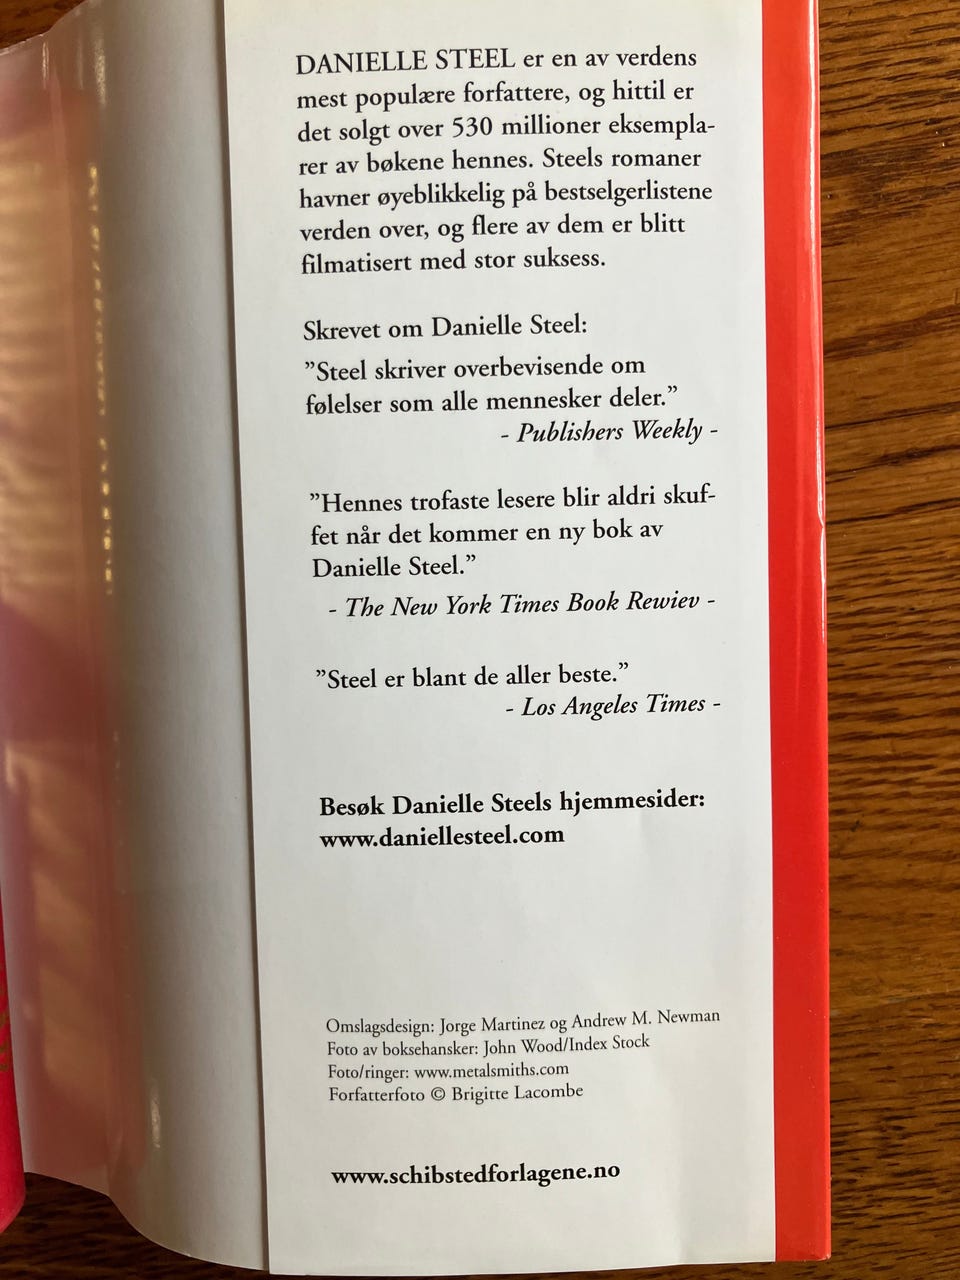 DANIELLE STEEL er en av verdens
mest populære forfattere, og hittil er
det solgt over 530 millioner eksempla-
rer av bøkene hennes. Steels romaner
havner øyeblikkelig på bestselgerlistene
verden over, og flere av dem er blitt
filmatisert med stor suksess.
Skrevet om Danielle Steel:
”Steel skriver overbevisende om
følelser som alle mennesker deler.”
- Publishers Weekly -
”Hennes trofaste lesere blir aldri skuf-
fet når det kommer en ny bok av
Danielle Steel.”
- The New York Times Book Rewiev -
”Steel er blant de aller beste.”
- Los Angeles Times -
Besøk Danielle Steels hjemmesider:
www.daniellesteel.com
Omslagsdesign: Jorge Martinez og Andrew M. Newman
Foto av boksehansker: John Wood/Index Stock
Foto/ringer: www.metalsmiths.com
Forfatterfoto © Brigitte Lacombe
www.schibstedforlagene.no